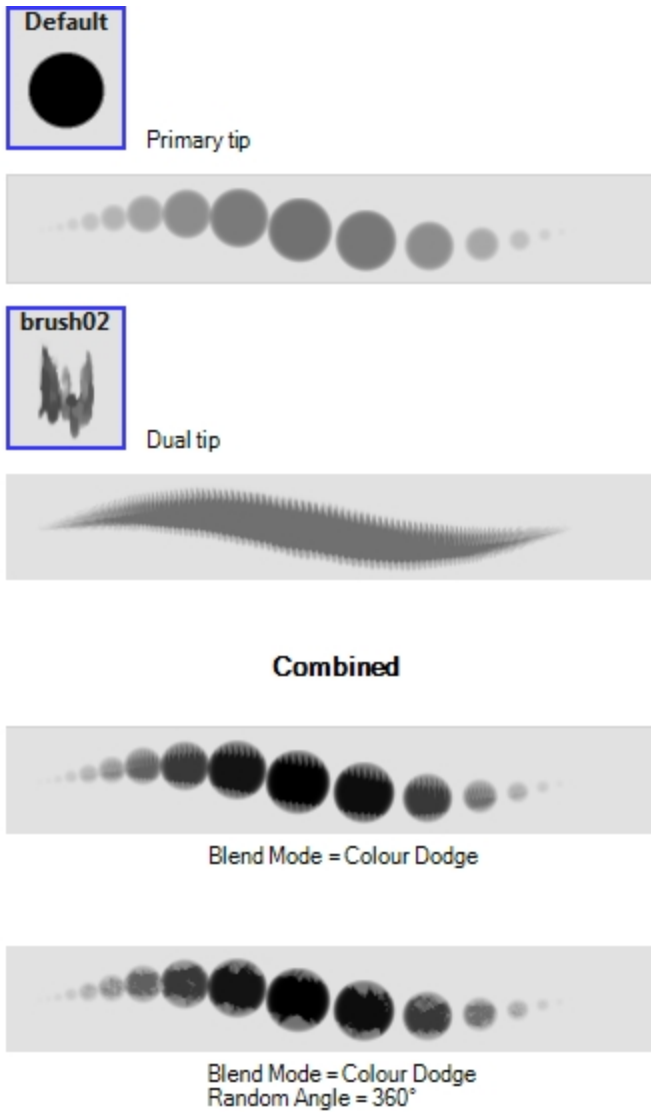 Default
Primary tip
brush02
Dual tip
Combined
Blend Mode = Colour Dodge
Blend Mode = Colour Dodge
Random Angle = 360°